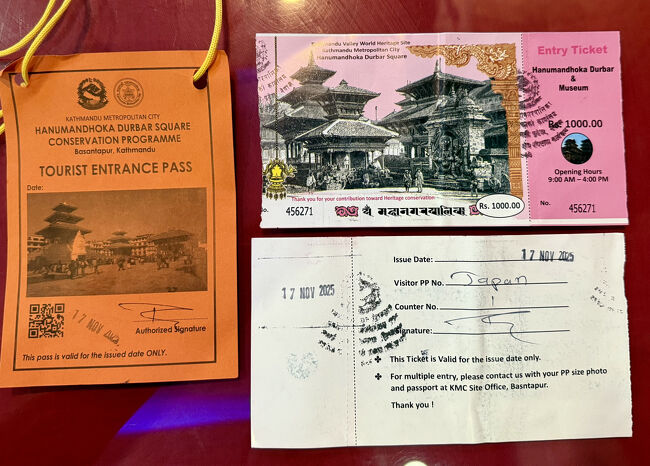 KATHMANDU METROPOLITAN CITY
HANUMANDHOKA DURBAR SQUARE
CONSERVATION PROGRAMME
Basantapur, Kathmandu
TOURIST ENTRANCE PASS
Date:
17 NOV 2025
Authorized Signature
This pass is valid for the issued date ONLY.
Kathmandu Valley World Heritage Site
Kathmandu Metropolitan City
Hanumandhoka Durbar Square
Thank you for your contribution toward Heritage conservation
No. 456271
Rs. 1000.00
Entry Ticket
Hanumandhoka Durbar
&
Museum
Rs. 1000.00
Opening Hours
9:00 AM – 4:00 PM
No. 456271
17 NOV 2025
Issue Date: 17 NOV 2025
Visitor PP No. Japan
Counter No. 1
Signature:
This Ticket is Valid for the issue date only.
For multiple entry, please contact us with your PP size photo
and passport at KMC Site Office, Basntapur.
Thank you !